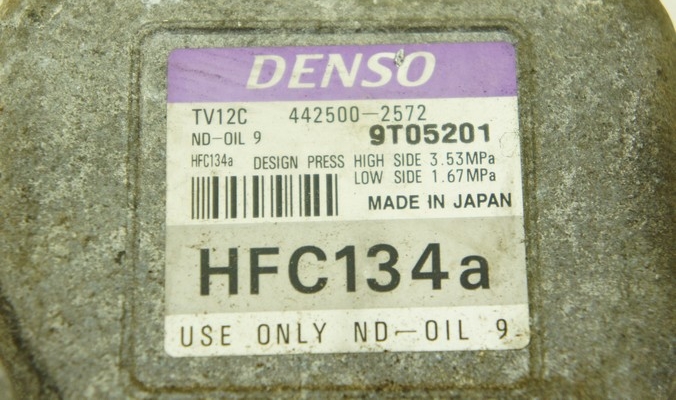 DENSO
TV12C 442500-2572
ND-OIL 9 9T05201
HFC134a DESIGN PRESS HIGH SIDE 3.53MPa
LOW SIDE 1.67MPa
MADE IN JAPAN
HFC134a
USE ONLY ND-OIL 9